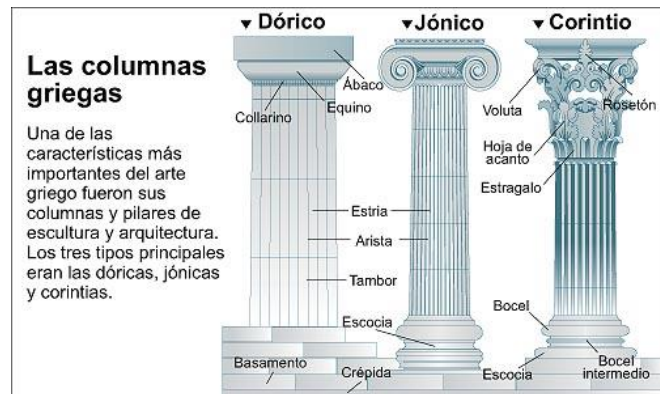 Las columnas
griegas
Una de las
características más
importantes del arte
griego fueron sus
columnas y pilares de
escultura y arquitectura.
Los tres tipos principales
eran las dóricas, jónicas
y corintias.
Dórico
Ábaco
Equino
Collarino
Jónico
Corintio
Voluta
Rosetón
Hoja de
acanto
Estragalo
Estria
Arista
Tambor
Escocia
Bocel
Basamento
Crépida
Escocia
Bocel
intermedio